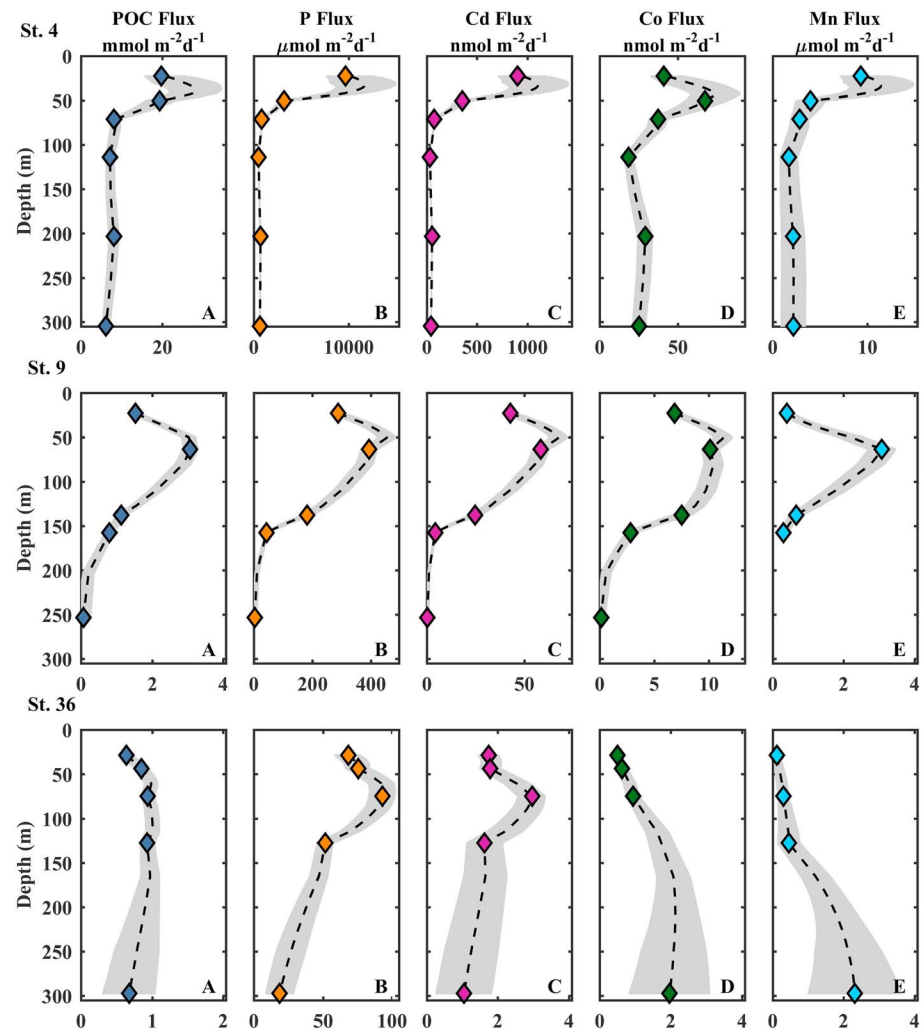 St. 4
POC Flux P Flux Cd Flux Co Flux Mn Flux
mmol m⁻²d⁻¹ μmol m⁻²d⁻¹ nmol m⁻²d⁻¹ nmol m⁻²d⁻¹ μmol m⁻²d⁻¹
0
50
100
150
200
250
300
Depth (m)
A B C D E
0 20 0 10000 0 500 1000 0 50 0 10
St. 9
0
50
100
150
200
250
300
Depth (m)
A B C D E
0 2 4 0 200 400 0 50 0 5 10 0 2 4
St. 36
0
50
100
150
200
250
300
Depth (m)
A B C D E
0 1 2 0 50 100 0 2 4 0 2 4 0 2 4